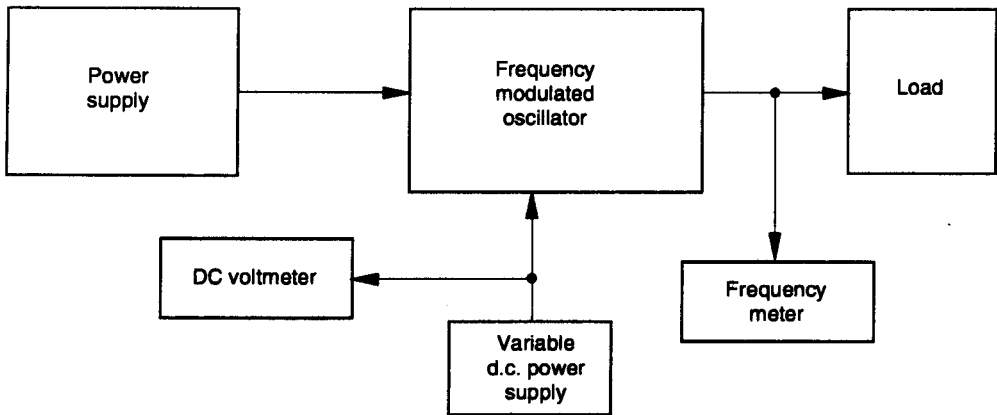 Power
supply
Frequency
modulated
oscillator
Load
DC voltmeter
Frequency
meter
Variable
d.c. power
supply